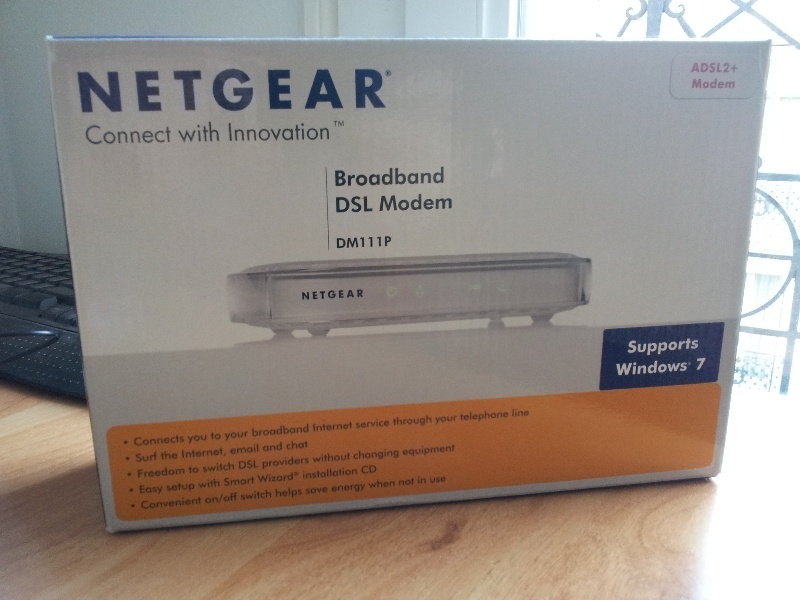 NETGEAR®
Connect with Innovation™
ADSL2+
Modem
Broadband
DSL Modem
DM111P
NETGEAR
Supports
Windows® 7
• Connects you to your broadband Internet service through your telephone line
• Surf the Internet, email and chat
• Freedom to switch DSL providers without changing equipment
• Easy setup with Smart Wizard® installation CD
• Convenient on/off switch helps save energy when not in use